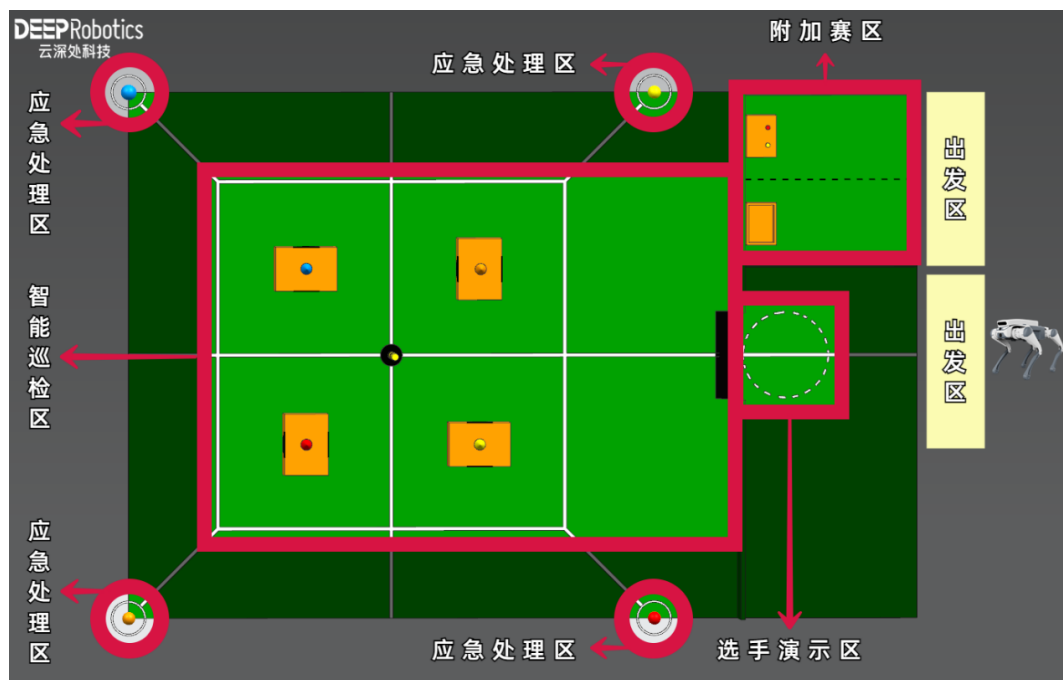 DEEPRobotics
云深处科技
附加赛区
应急处理区
应急处理区
出发区
智能巡检区
出发区
应急处理区
应急处理区
选手演示区